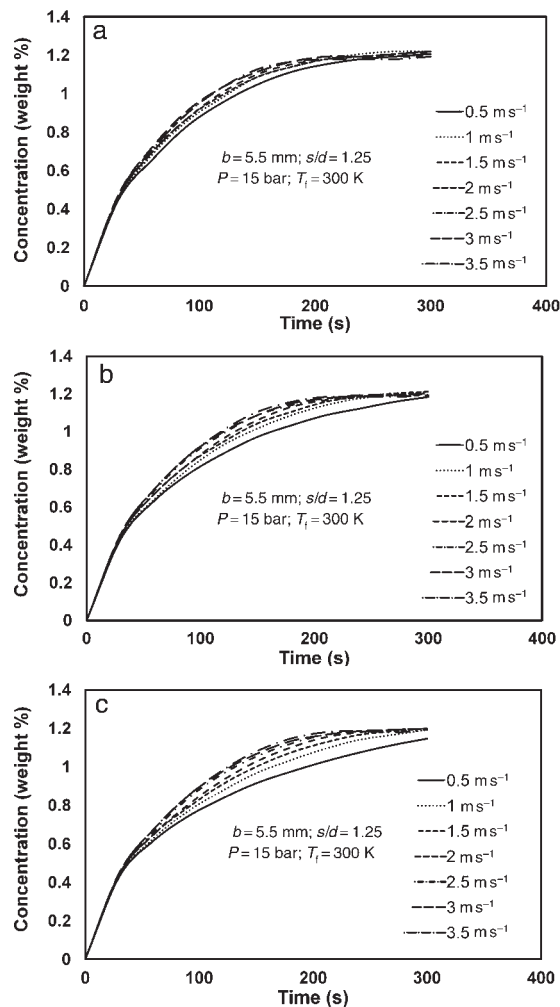 a
1.4
1.2
1
0.8
0.6
0.4
0.2
0
Concentration (weight %)
0.5 m s⁻¹
1 m s⁻¹
1.5 m s⁻¹
2 m s⁻¹
2.5 m s⁻¹
3 m s⁻¹
3.5 m s⁻¹
b = 5.5 mm; s/d = 1.25
P = 15 bar; Tf = 300 K
0 100 200 300 400
Time (s)
b
1.4
1.2
1
0.8
0.6
0.4
0.2
0
Concentration (weight %)
0.5 m s⁻¹
1 m s⁻¹
1.5 m s⁻¹
2 m s⁻¹
2.5 m s⁻¹
3 m s⁻¹
3.5 m s⁻¹
b = 5.5 mm; s/d = 1.25
P = 15 bar; Tf = 300 K
0 100 200 300 400
Time (s)
c
1.4
1.2
1
0.8
0.6
0.4
0.2
0
Concentration (weight %)
0.5 m s⁻¹
1 m s⁻¹
1.5 m s⁻¹
2 m s⁻¹
2.5 m s⁻¹
3 m s⁻¹
3.5 m s⁻¹
b = 5.5 mm; s/d = 1.25
P = 15 bar; Tf = 300 K
0 100 200 300 400
Time (s)